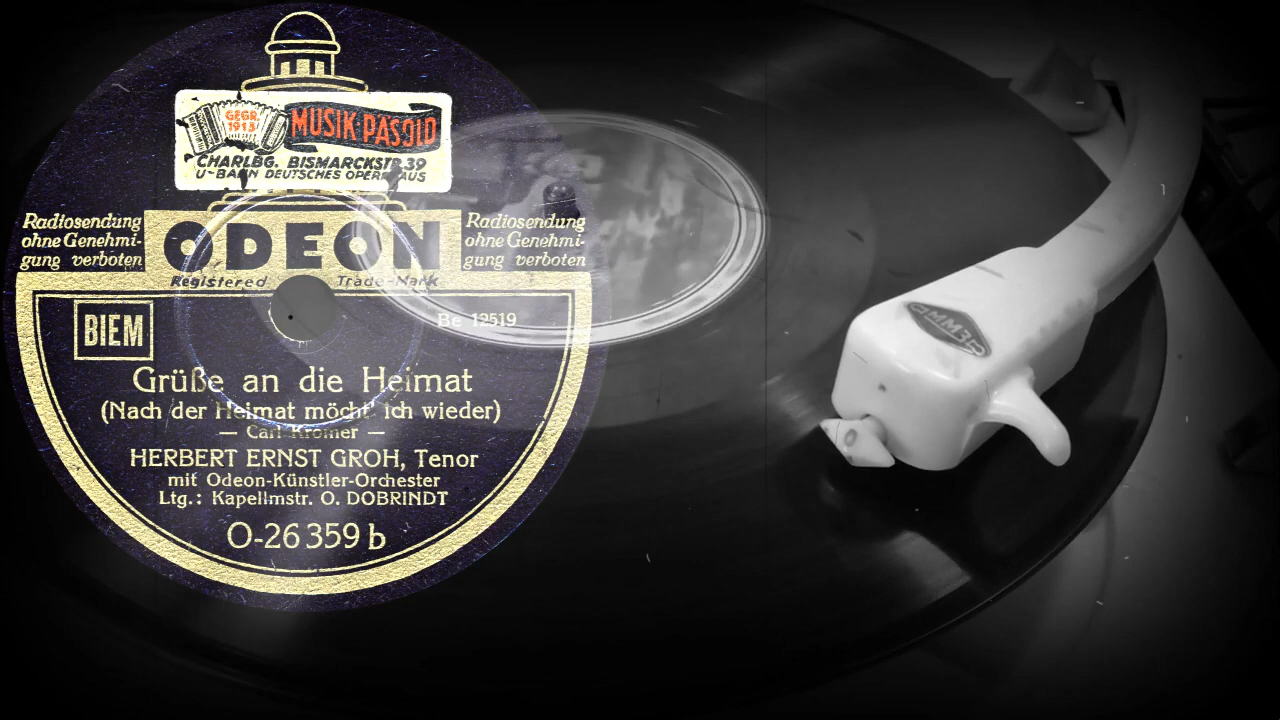 GEGR.
1913
MUSIK-PASOLD
CHARLBG. BISMARCKSTR. 39
U-BAHN DEUTSCHES OPERNHAUS
Radiosendung
ohne Genehmi-
gung verboten
ODEON
Radiosendung
ohne Genehmi-
gung verboten
Registered Trade-Mark
BIEM
Be 12519
Grüße an die Heimat
(Nach der Heimat möcht' ich wieder)
— Carl Kromer —
HERBERT ERNST GROH, Tenor
mit Odeon-Künstler-Orchester
Ltg.: Kapellmstr. O. DOBRINDT
O-26 359 b